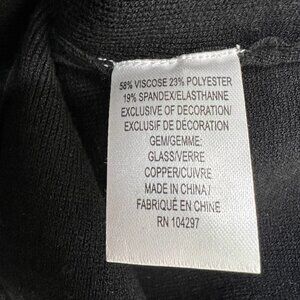 58% VISCOSE 23% POLYESTER
19% SPANDEX/ELASTHANNE
EXCLUSIVE OF DECORATION/
EXCLUSIF DE DÉCORATION
GEM/GEMME:
GLASS/VERRE
COPPER/CUIVRE
MADE IN CHINA/
FABRIQUÉ EN CHINE
RN 104297